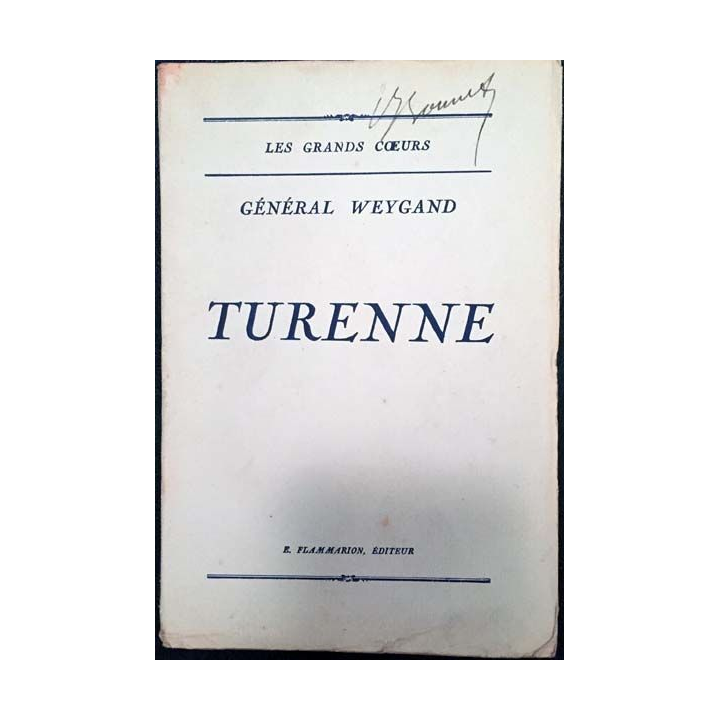 LES GRANDS CŒURS
GÉNÉRAL WEYGAND
TURENNE
E. FLAMMARION, ÉDITEUR